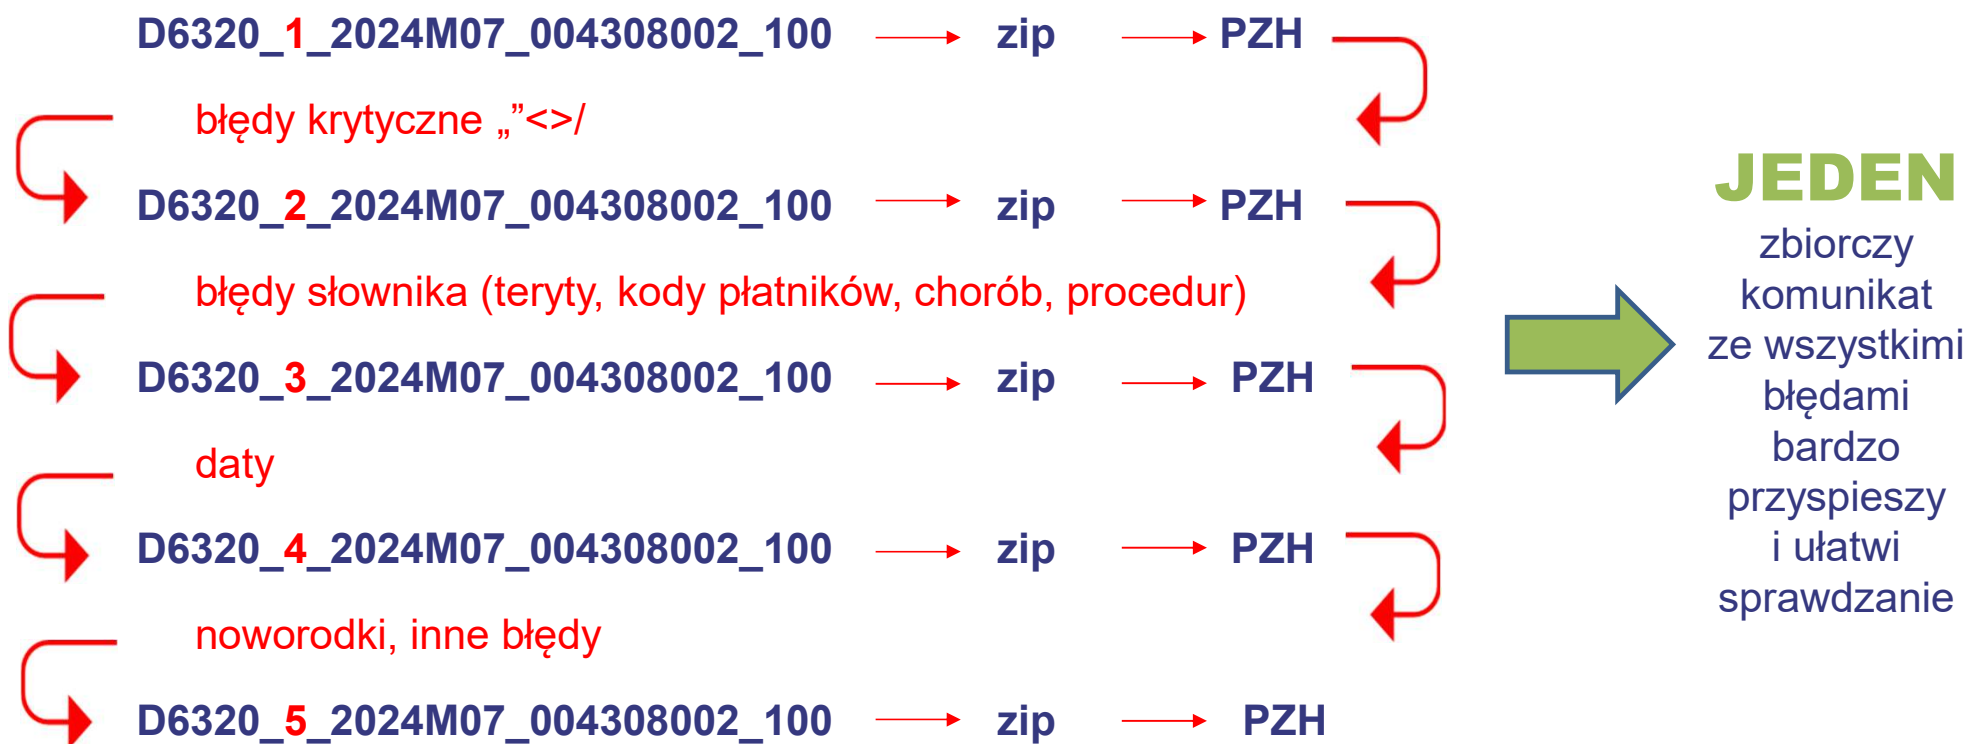 D6320_1_2024M07_004308002_100 zip PZH
błędy krytyczne „”<>/
D6320_2_2024M07_004308002_100 zip PZH
błędy słownika (teryty, kody płatników, chorób, procedur)
D6320_3_2024M07_004308002_100 zip PZH
daty
D6320_4_2024M07_004308002_100 zip PZH
noworodki, inne błędy
D6320_5_2024M07_004308002_100 zip PZH
JEDEN
zbiorczy
komunikat
ze wszystkimi
błędami
bardzo
przyspieszy
i ułatwi
sprawdzanie